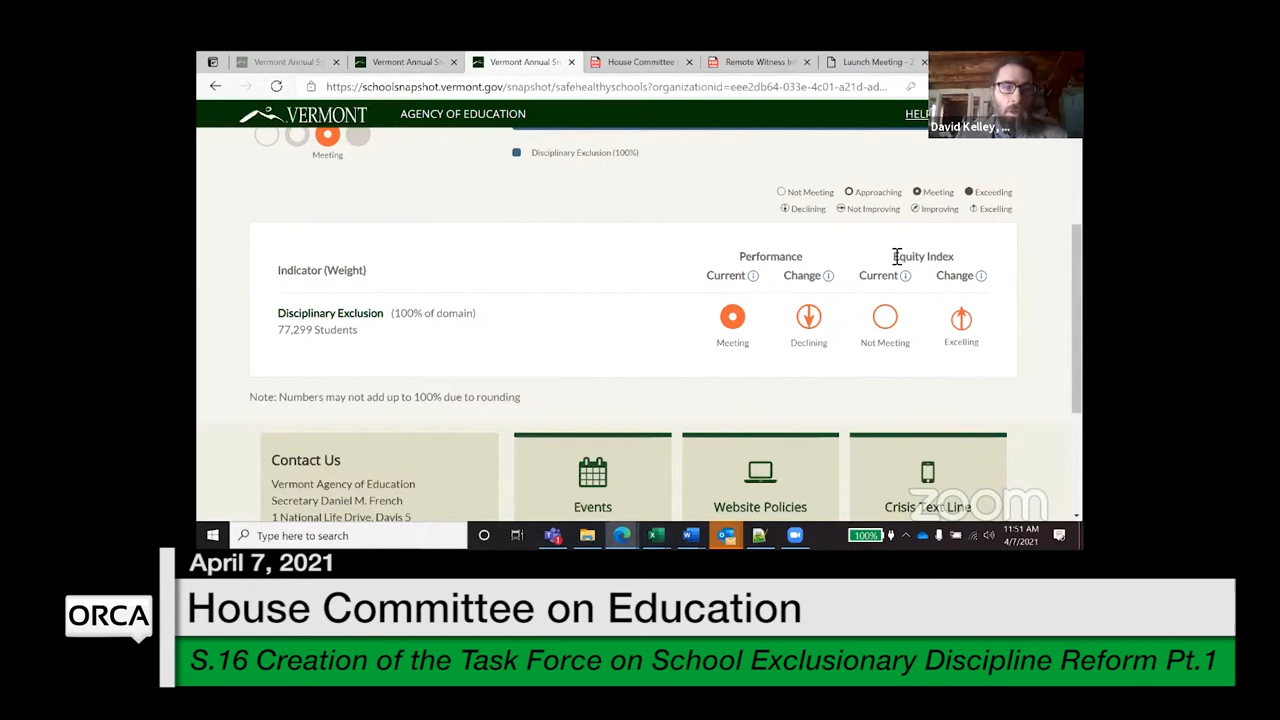 Vermont Annual Sn
Vermont Annual Sn
Vermont Annual Sn
House Committee
Remote Witness In
Launch Meeting - Z
https://schoolsnapshot.vermont.gov/snapshot/safehealthyschools?organizationid=eee2db64-033e-4c01-a21d-ad...
VERMONT
AGENCY OF EDUCATION
HEL
David Kelley, ...
Meeting
Disciplinary Exclusion (100%)
Not Meeting Approaching Meeting Exceeding
Declining Not Improving Improving Excelling
Performance Equity Index
Indicator (Weight)
Current Change Current Change
Disciplinary Exclusion (100% of domain)
77,299 Students
Meeting Declining Not Meeting Excelling
Note: Numbers may not add up to 100% due to rounding
Contact Us
Vermont Agency of Education
Secretary Daniel M. French
1 National Life Drive, Davis 5
Events
Website Policies
Crisis Text Line
zoom
Type here to search
100%
11:51 AM
4/7/2021
April 7, 2021
ORCA
House Committee on Education
S.16 Creation of the Task Force on School Exclusionary Discipline Reform Pt.1